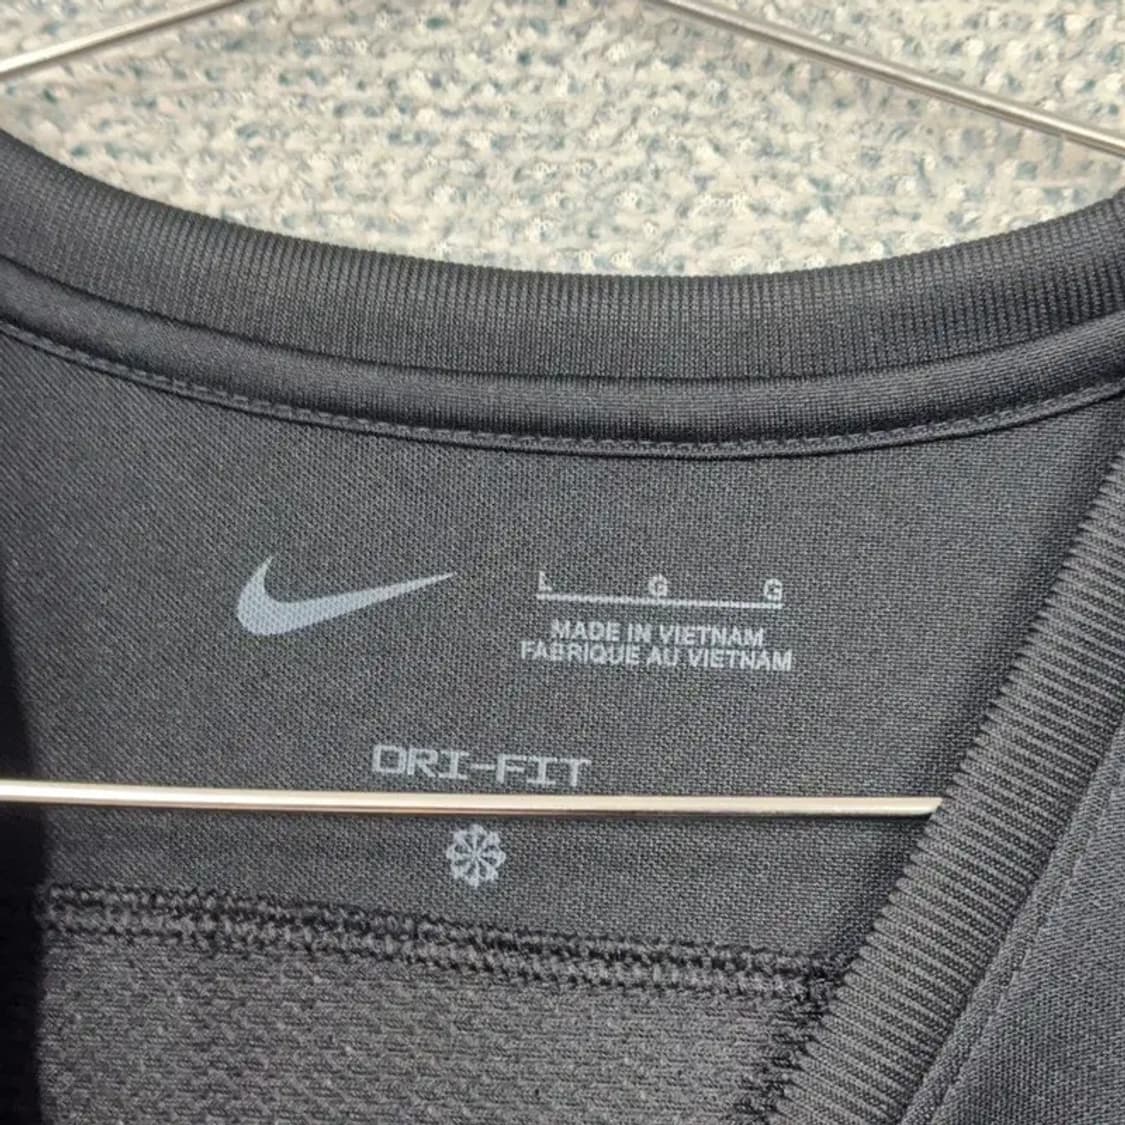 L G G
MADE IN VIETNAM
FABRIQUE AU VIETNAM
DRI-FIT